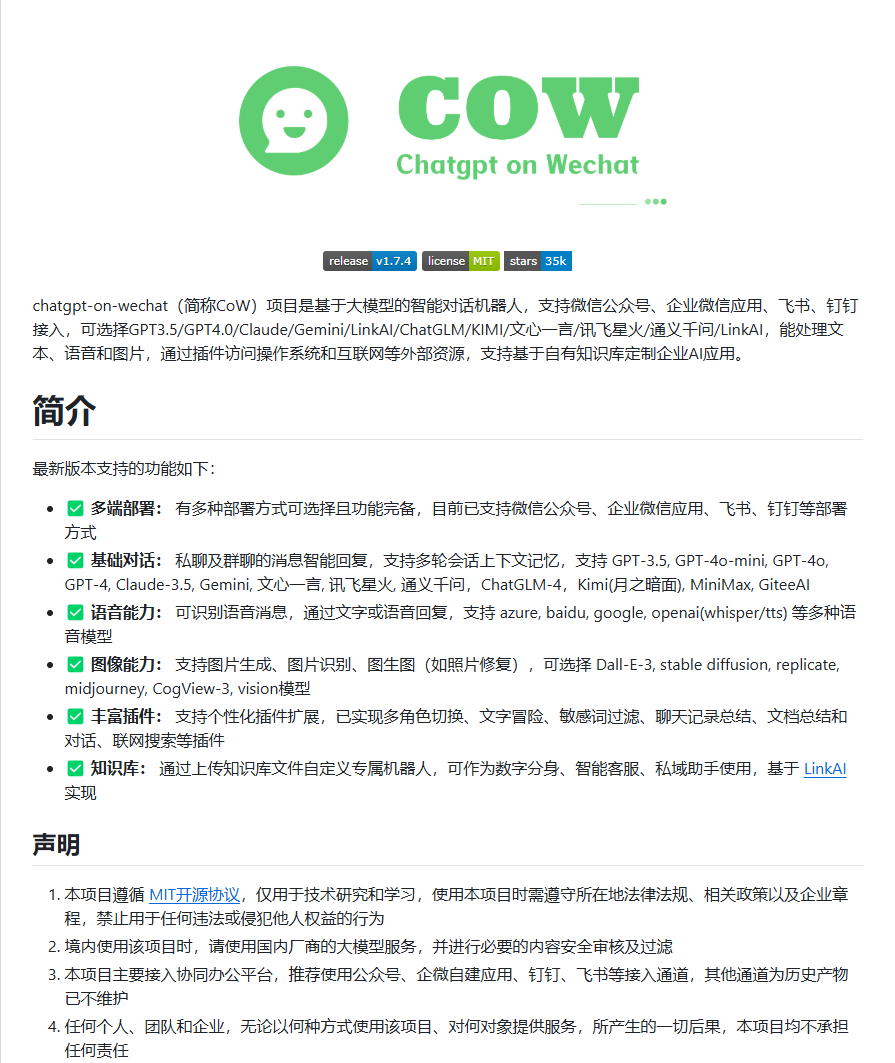 COW
Chatgpt on Wechat
release v1.7.4 license MIT stars 35k
chatgpt-on-wechat（简称CoW）项目是基于大模型的智能对话机器人，支持微信公众号、企业微信应用、飞书、钉钉
接入，可选择GPT3.5/GPT4.0/Claude/Gemini/LinkAI/ChatGLM/KIMI/文心一言/讯飞星火/通义千问/LinkAI，能处理文
本、语音和图片，通过插件访问操作系统和互联网等外部资源，支持基于自有知识库定制企业AI应用。
简介
最新版本支持的功能如下：
• ✅ 多端部署： 有多种部署方式可选择且功能完备，目前已支持微信公众号、企业微信应用、飞书、钉钉等部署
方式
• ✅ 基础对话： 私聊及群聊的消息智能回复，支持多轮会话上下文记忆，支持 GPT-3.5, GPT-4o-mini, GPT-4o,
GPT-4, Claude-3.5, Gemini, 文心一言, 讯飞星火, 通义千问，ChatGLM-4，Kimi(月之暗面), MiniMax, GiteeAI
• ✅ 语音能力： 可识别语音消息，通过文字或语音回复，支持 azure, baidu, google, openai(whisper/tts) 等多种语
音模型
• ✅ 图像能力： 支持图片生成、图片识别、图生图（如照片修复），可选择 Dall-E-3, stable diffusion, replicate,
midjourney, CogView-3, vision模型
• ✅ 丰富插件： 支持个性化插件扩展，已实现多角色切换、文字冒险、敏感词过滤、聊天记录总结、文档总结和
对话、联网搜索等插件
• ✅ 知识库： 通过上传知识库文件自定义专属机器人，可作为数字分身、智能客服、私域助手使用，基于 LinkAI
实现
声明
1. 本项目遵循 MIT开源协议，仅用于技术研究和学习，使用本项目时需遵守所在地法律法规、相关政策以及企业章
程，禁止用于任何违法或侵犯他人权益的行为
2. 境内使用该项目时，请使用国内厂商的大模型服务，并进行必要的内容安全审核及过滤
3. 本项目主要接入协同办公平台，推荐使用公众号、企微自建应用、钉钉、飞书等接入通道，其他通道为历史产物
已不维护
4. 任何个人、团队和企业，无论以何种方式使用该项目、对何对象提供服务，所产生的一切后果，本项目均不承担
任何责任